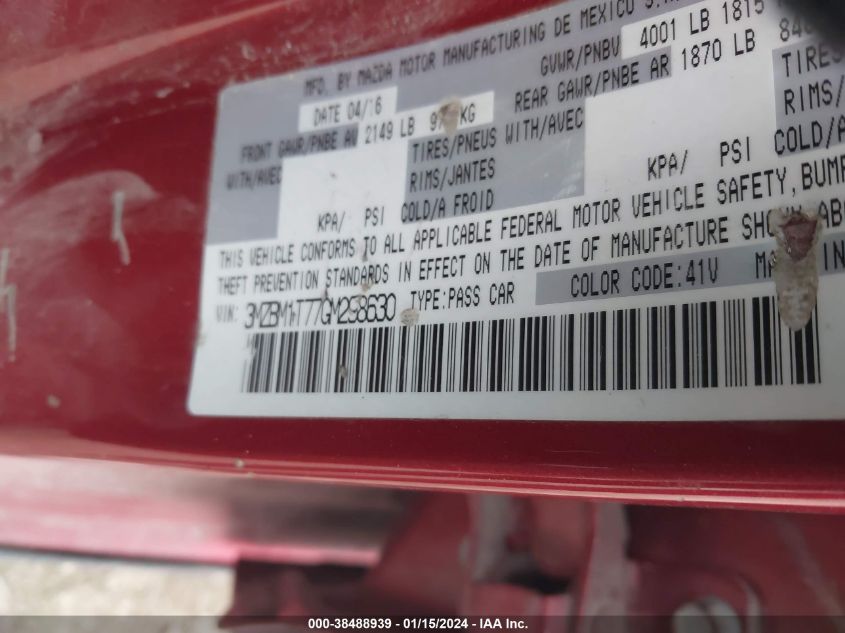 MFD. BY MAZDA MOTOR MANUFACTURING DE MEXICO
DATE 04/16
GVWR/PNBV 4001 LB 1815
FRONT GAWR/PNBE AV 2149 LB KG
REAR GAWR/PNBE AR 1870 LB
WITH/AVEC TIRES/PNEUS WITH/AVEC TIRES/
RIMS/JANTES RIMS/
KPA/ PSI COLD/A FROID KPA/ PSI COLD/A
THIS VEHICLE CONFORMS TO ALL APPLICABLE FEDERAL MOTOR VEHICLE SAFETY, BUMP
THEFT PREVENTION STANDARDS IN EFFECT ON THE DATE OF MANUFACTURE SHOWN ABO
VIN: TYPE:PASS CAR COLOR CODE:41V
000-38488939 - 01/15/2024 - IAA Inc.